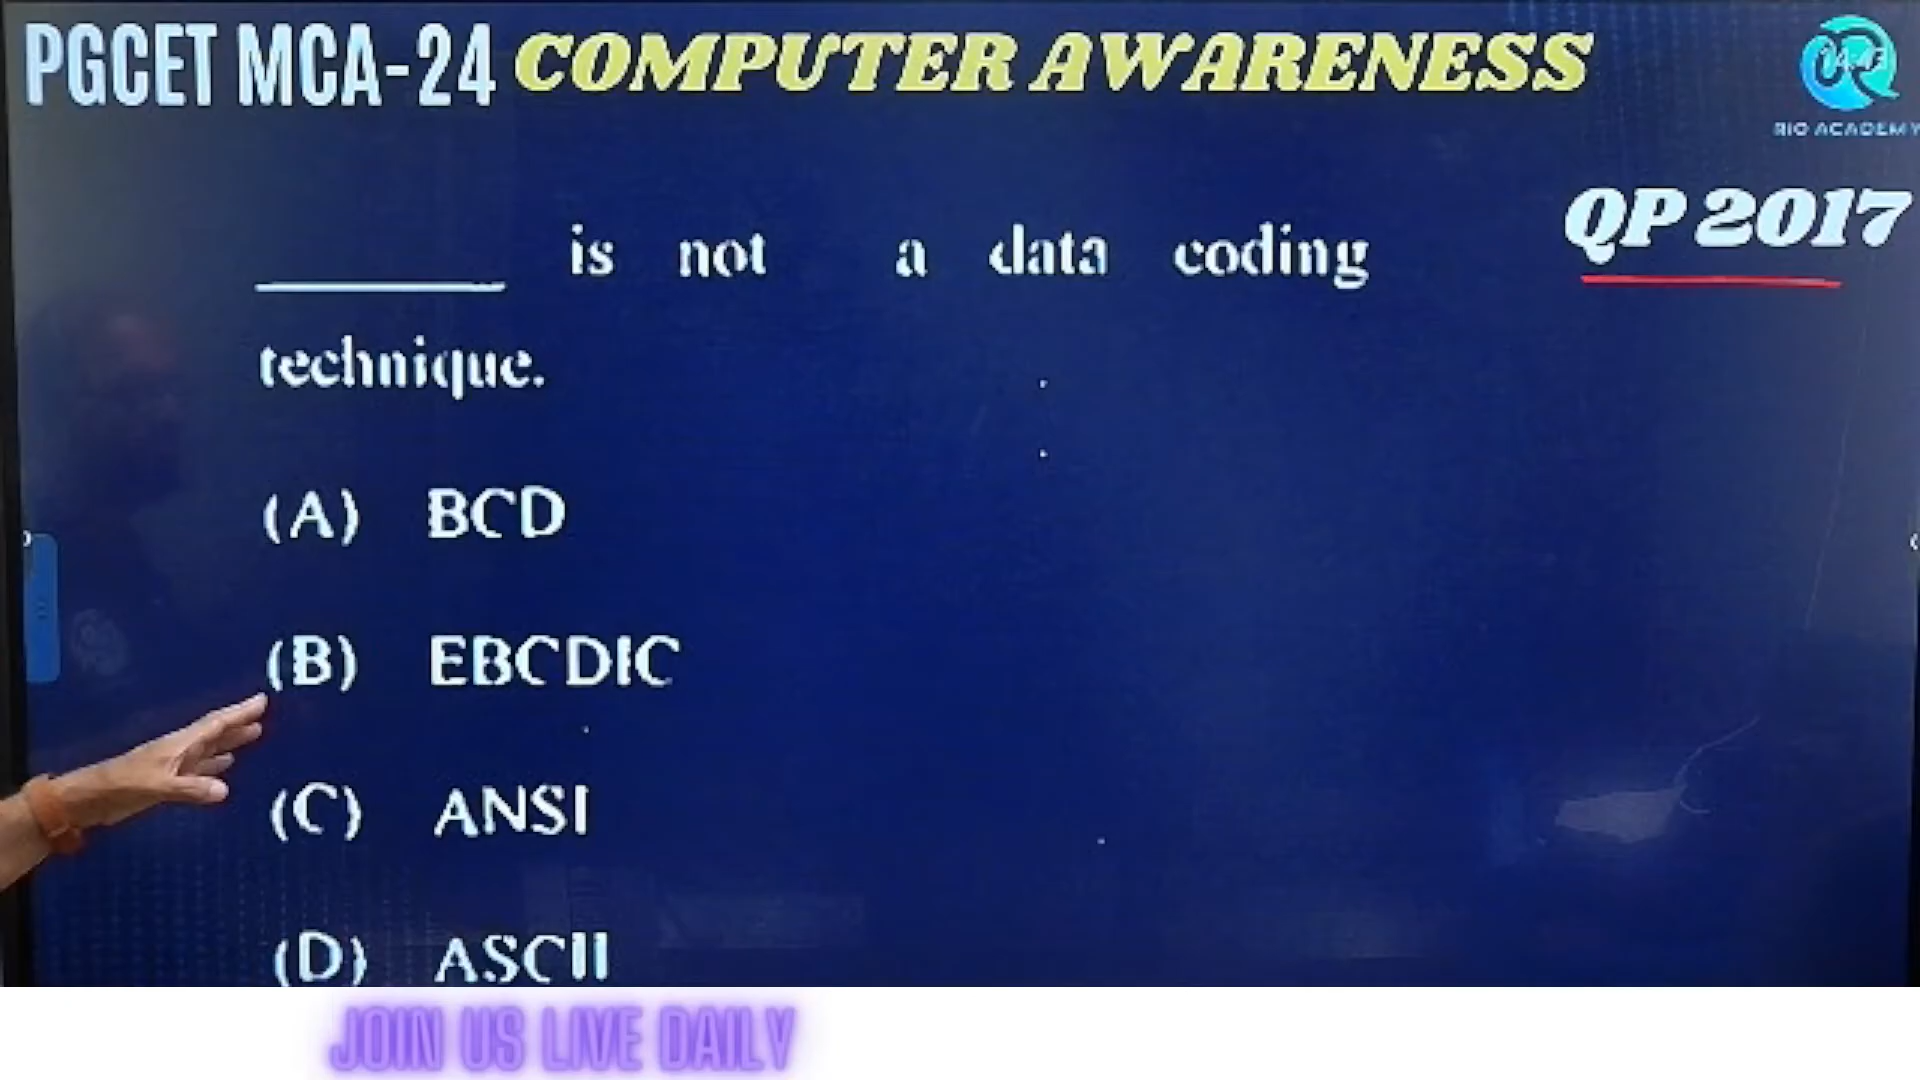 PGCET MCA-24 COMPUTER AWARENESS
RIO ACADEMY
QP 2017
________ is not a data coding
technique.
(A) BCD
(B) EBCDIC
(C) ANSI
(D) ASCII
JOIN US LIVE DAILY